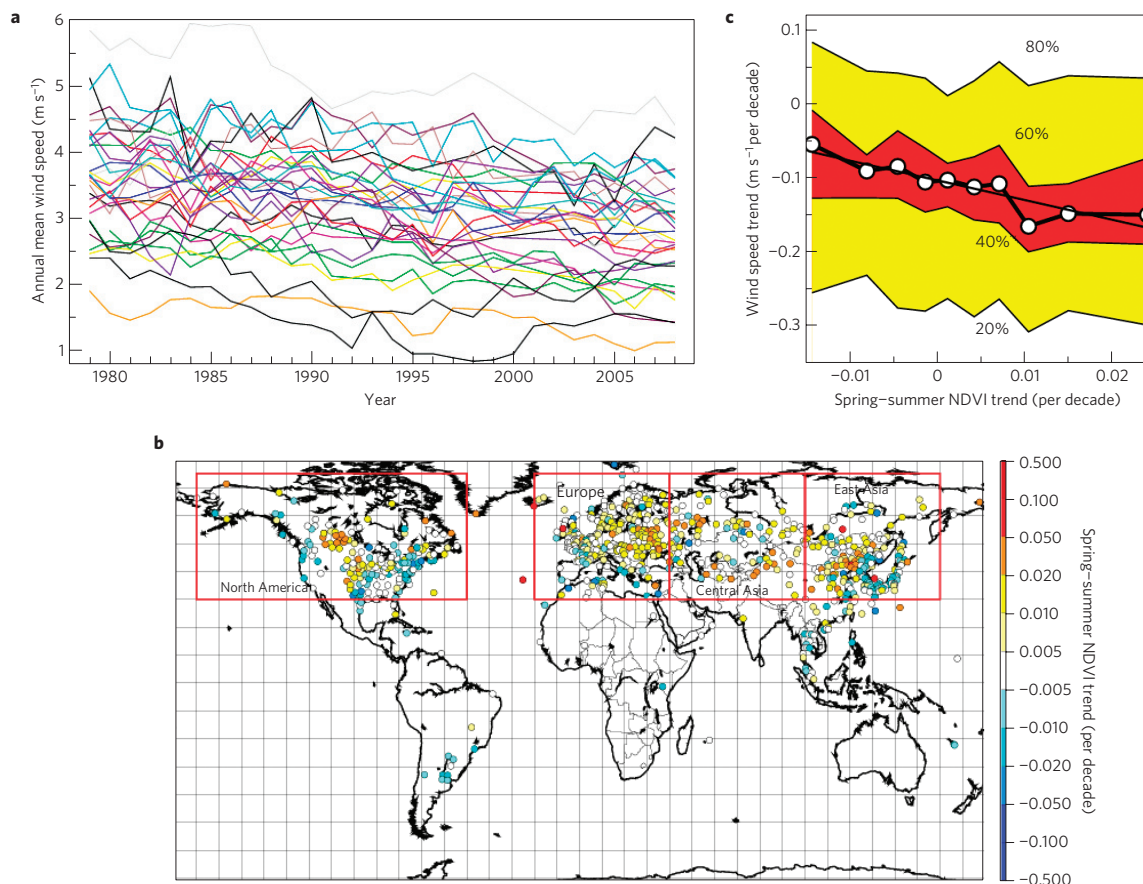 a
6
5
4
3
2
1
Annual mean wind speed (m s⁻¹)
1980 1985 1990 1995 2000 2005
Year
c
0.1
0
−0.1
−0.2
−0.3
Wind speed trend (m s⁻¹ per decade)
80%
60%
40%
20%
−0.01 0 0.01 0.02
Spring–summer NDVI trend (per decade)
b
North America
Europe
Central Asia
East Asia
0.500
0.100
0.050
0.020
0.010
0.005
−0.005
−0.010
−0.020
−0.050
−0.100
−0.500
Spring–summer NDVI trend (per decade)